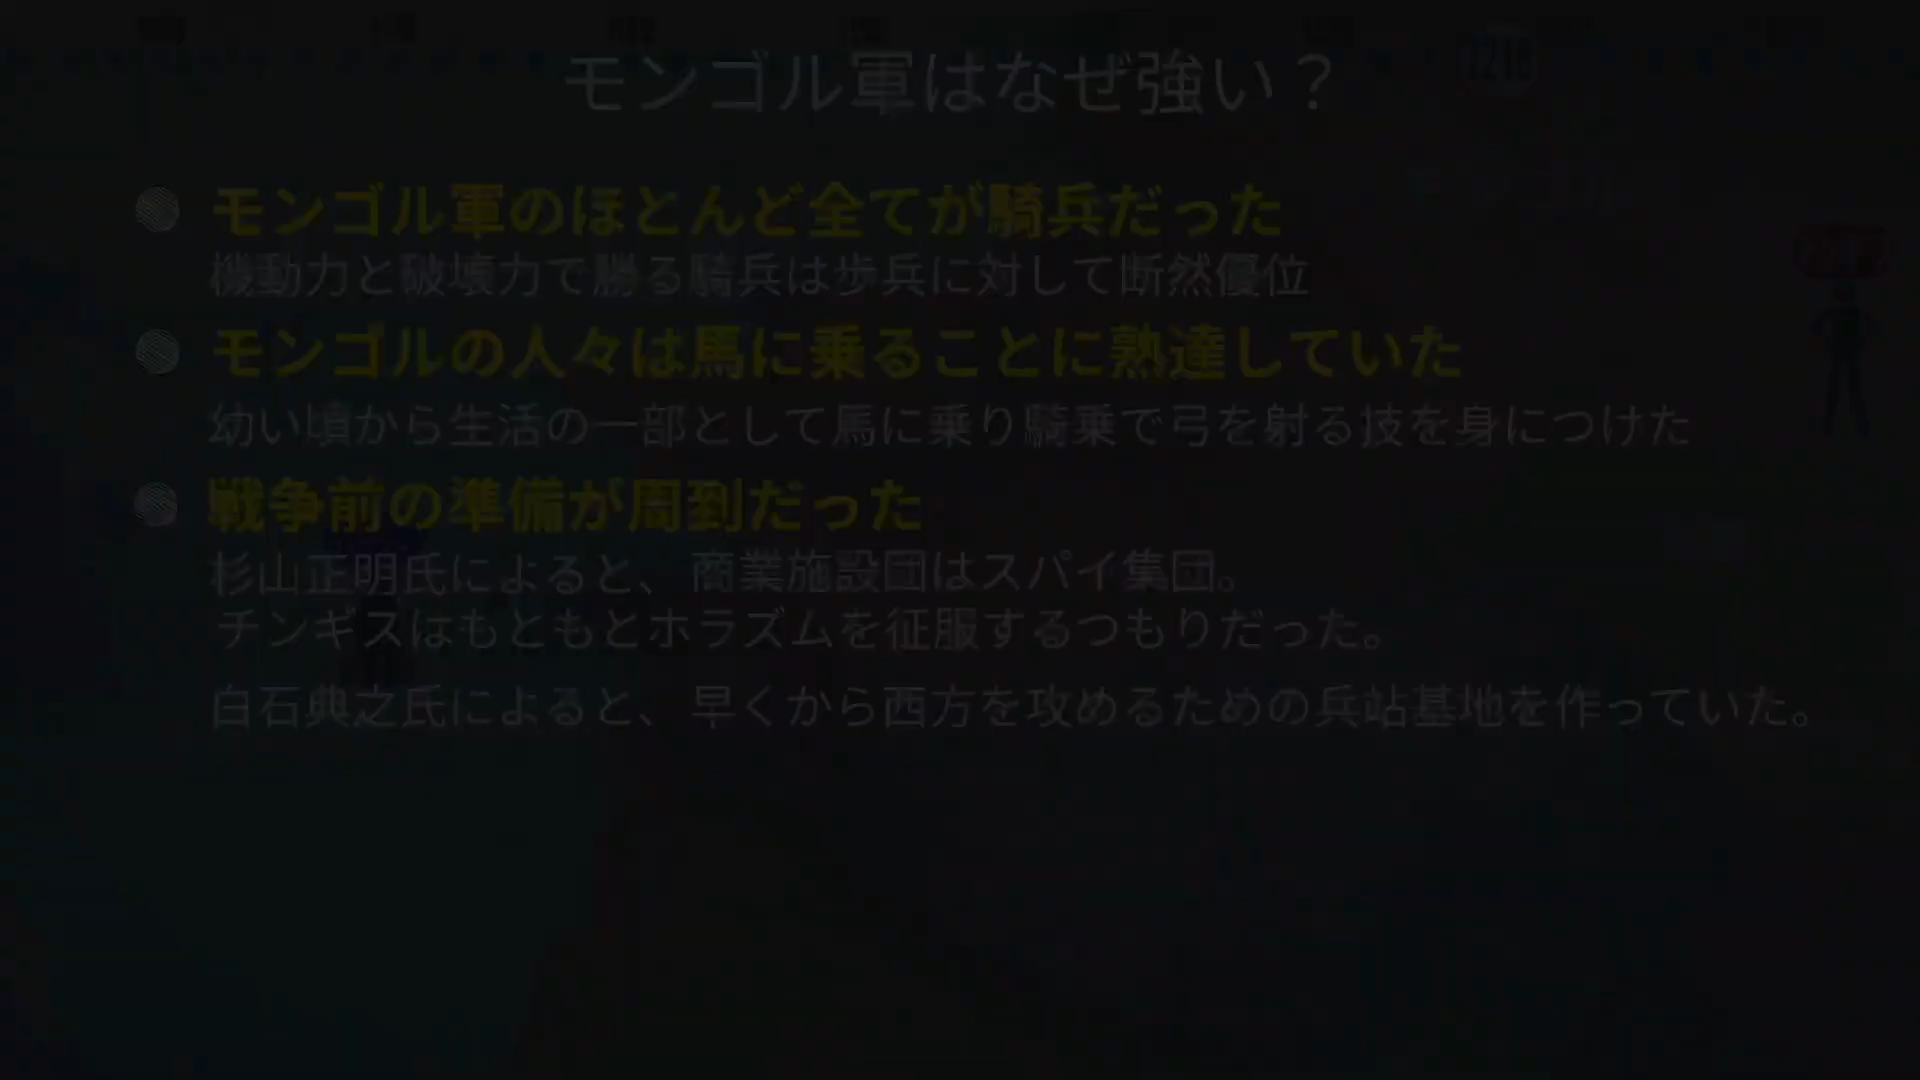 モンゴル軍はなぜ強い？
モンゴル軍のほとんど全てが騎兵だった
機動力と破壊力で勝る騎兵は歩兵に対して断然優位
モンゴルの人々は馬に乗ることに熟達していた
幼い頃から生活の一部として馬に乗り騎乗で弓を射る技を身につけた
戦争前の準備が周到だった
杉山正明氏によると、商業施設団はスパイ集団。
チンギスはもともとホラズムを征服するつもりだった。
白石典之氏によると、早くから西方を攻めるための兵站基地を作っていた。